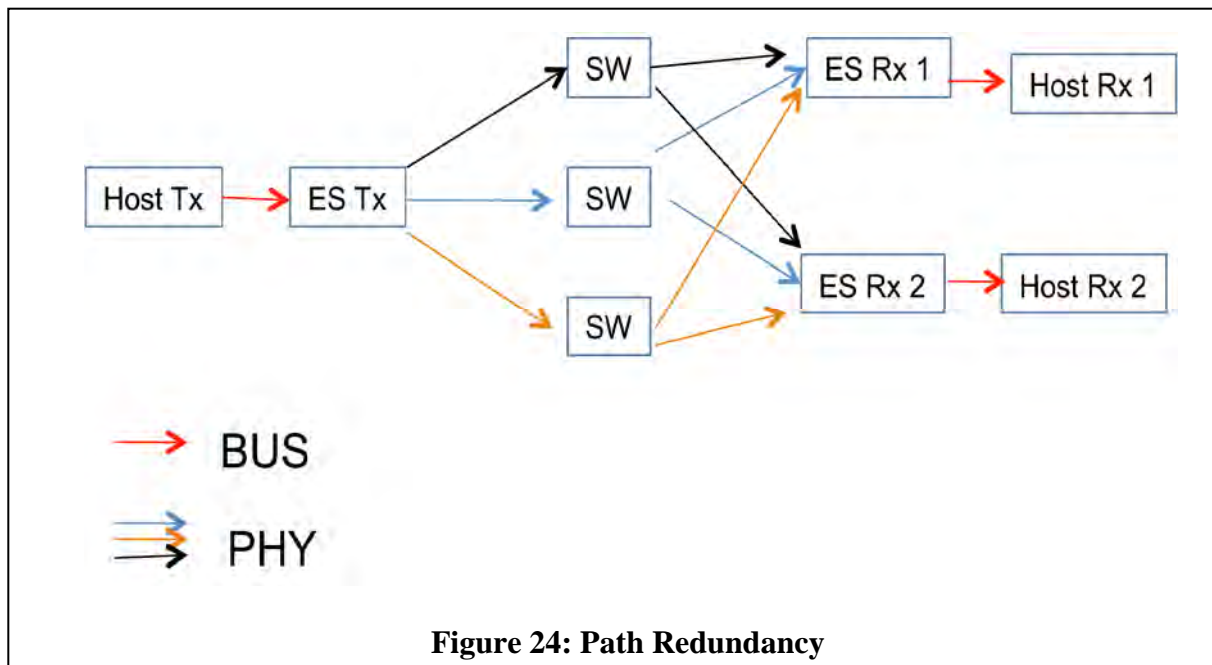 SW
ES Rx 1
Host Rx 1
Host Tx
ES Tx
SW
SW
ES Rx 2
Host Rx 2
BUS
PHY
Figure 24: Path Redundancy